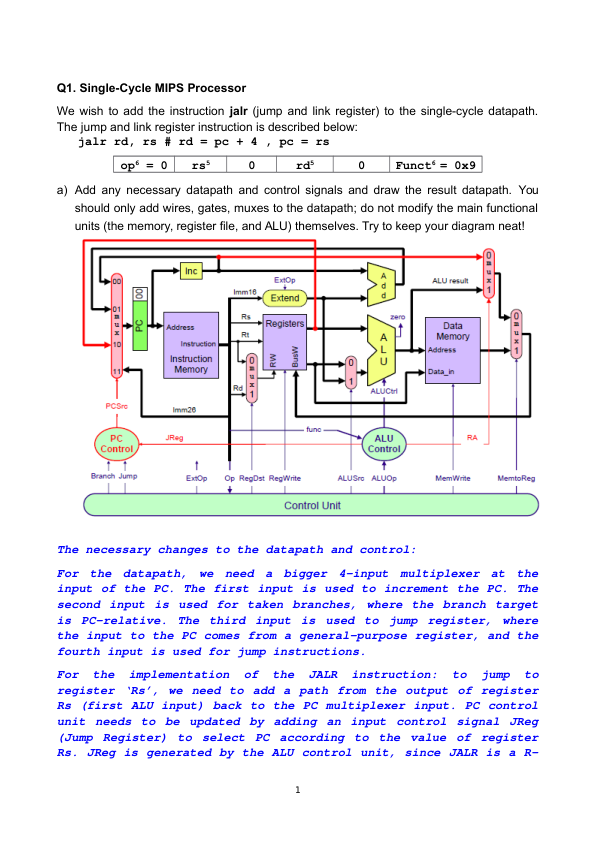 Q1. Single-Cycle MIPS Processor
We wish to add the instruction jalr (jump and link register) to the single-cycle datapath.
The jump and link register instruction is described below:
jalr rd, rs # rd = pc + 4 , pc = rs
op6 = 0 rs5 0 rd5 0 Funct6 = 0x9
a) Add any necessary datapath and control signals and draw the result datapath. You
should only add wires, gates, muxes to the datapath; do not modify the main functional
units (the memory, register file, and ALU) themselves. Try to keep your diagram neat!
Inc
00
01
mux
10
11
00
PC
Address
Instruction
Instruction
Memory
Imm16
ExtOp
Extend
Add
Rs
Rt
Rd
Registers
RW
BusW
0
mux
1
0
1
zero
ALU
ALUCtrl
ALU result
Data
Memory
Address
Data_in
0
mux
1
0
mux
1
PCSrc
Imm26
PC
Control
JReg
func
ALU
Control
RA
Branch Jump ExtOp Op RegDst RegWrite ALUSrc ALUOp MemWrite MemtoReg
Control Unit
The necessary changes to the datapath and control:
For the datapath, we need a bigger 4-input multiplexer at the
input of the PC. The first input is used to increment the PC. The
second input is used for taken branches, where the branch target
is PC-relative. The third input is used to jump register, where
the input to the PC comes from a general-purpose register, and the
fourth input is used for jump instructions.
For the implementation of the JALR instruction: to jump to
register ‘Rs’, we need to add a path from the output of register
Rs (first ALU input) back to the PC multiplexer input. PC control
unit needs to be updated by adding an input control signal JReg
(Jump Register) to select PC according to the value of register
Rs. JReg is generated by the ALU control unit, since JALR is a R-
1